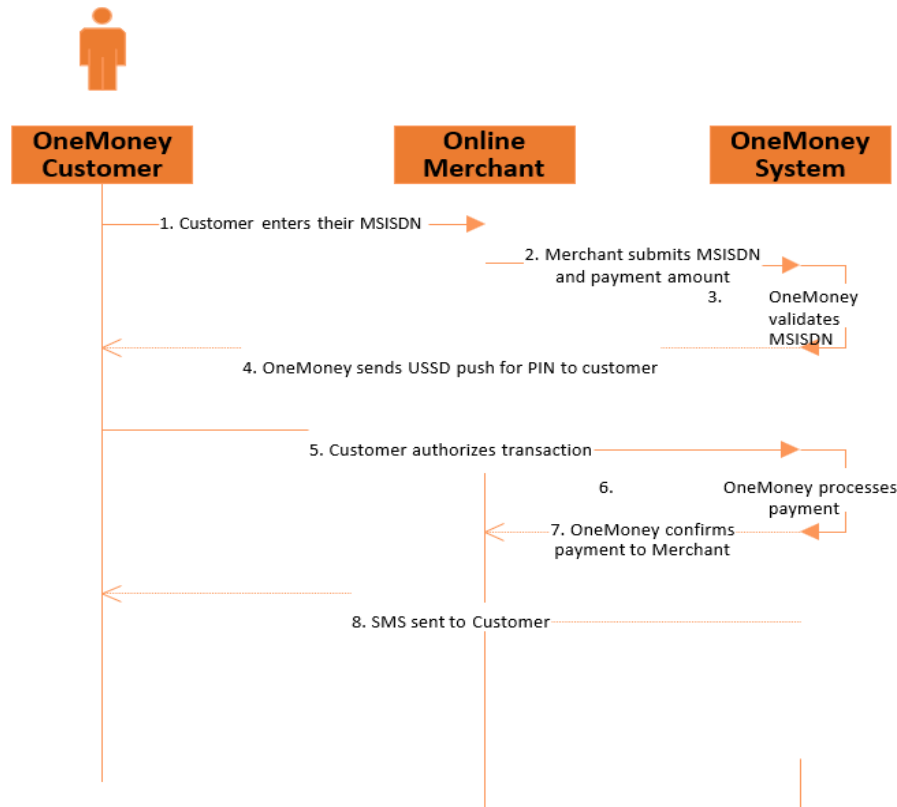 OneMoney
Customer
Online
Merchant
OneMoney
System
1. Customer enters their MSISDN
2. Merchant submits MSISDN
and payment amount
3. OneMoney
validates
MSISDN
4. OneMoney sends USSD push for PIN to customer
5. Customer authorizes transaction
6. OneMoney processes
payment
7. OneMoney confirms
payment to Merchant
8. SMS sent to Customer